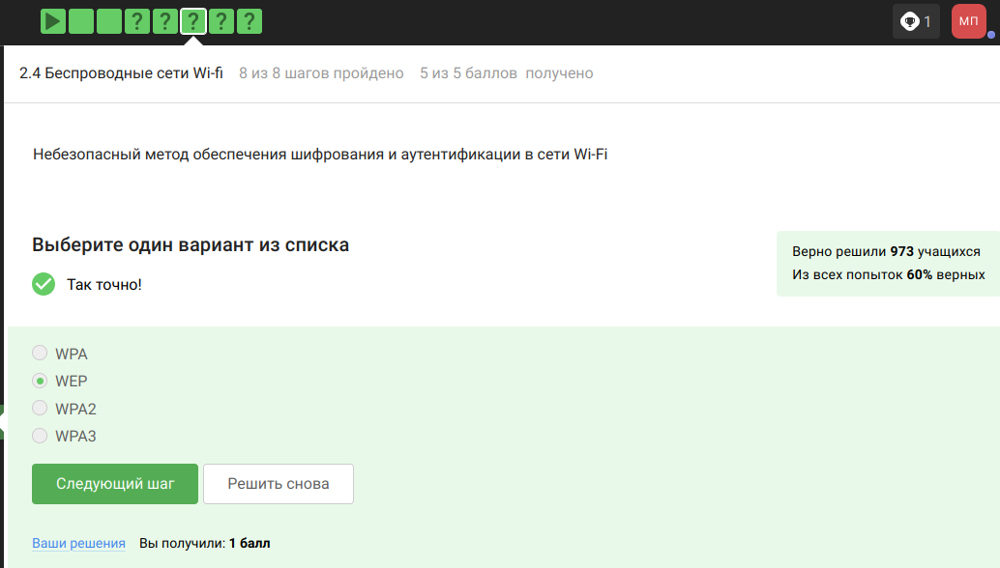 ? ? ? ? ?
1
МП
2.4 Беспроводные сети Wi-fi 8 из 8 шагов пройдено 5 из 5 баллов получено
Небезопасный метод обеспечения шифрования и аутентификации в сети Wi-Fi
Выберите один вариант из списка
Так точно!
Верно решили 973 учащихся
Из всех попыток 60% верных
WPA
WEP
WPA2
WPA3
Следующий шаг
Решить снова
Ваши решения Вы получили: 1 балл